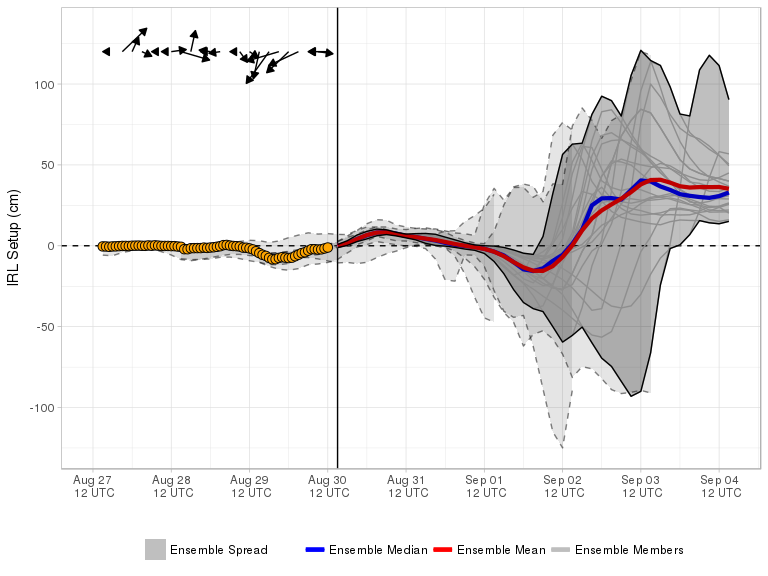 IRL Setup (cm)
100
50
0
-50
-100
Aug 27 Aug 28 Aug 29 Aug 30 Aug 31 Sep 01 Sep 02 Sep 03 Sep 04
12 UTC 12 UTC 12 UTC 12 UTC 12 UTC 12 UTC 12 UTC 12 UTC 12 UTC
Ensemble Spread Ensemble Median Ensemble Mean Ensemble Members